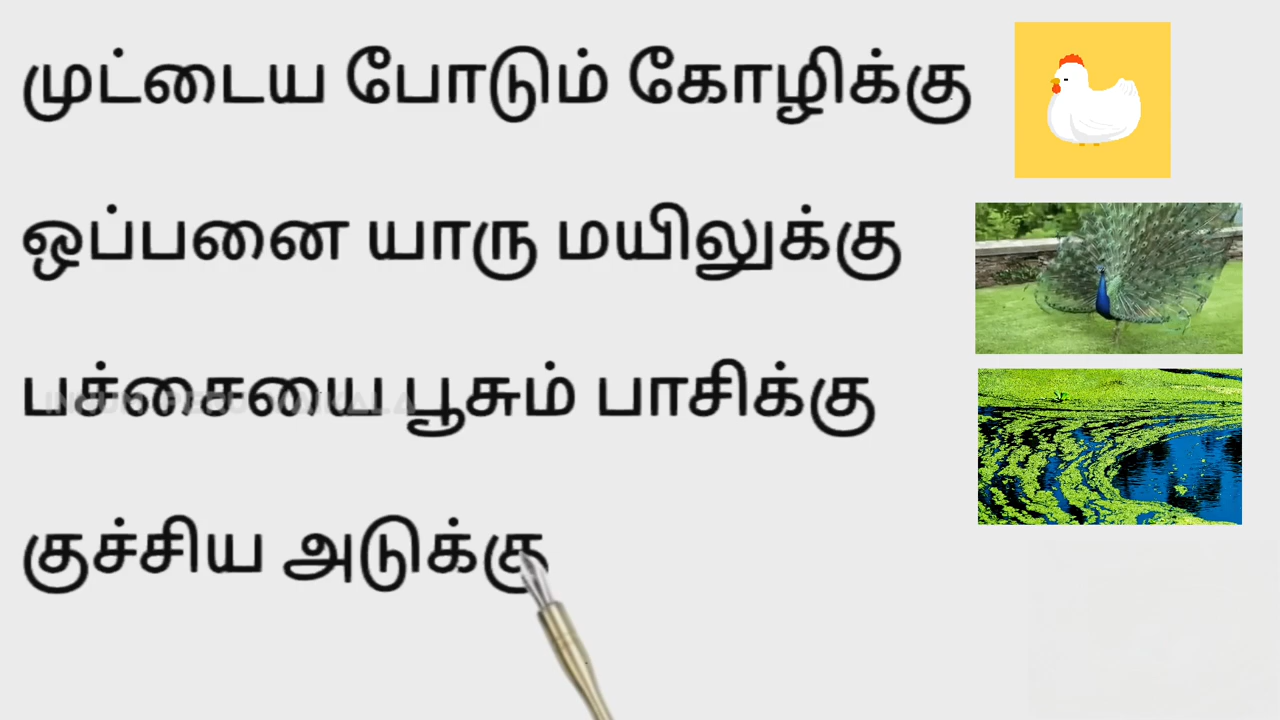 முட்டைய போடும் கோழிக்கு
ஒப்பனை யாரு மயிலுக்கு
பச்சையை பூசும் பாசிக்கு
குச்சிய அடுக்கு